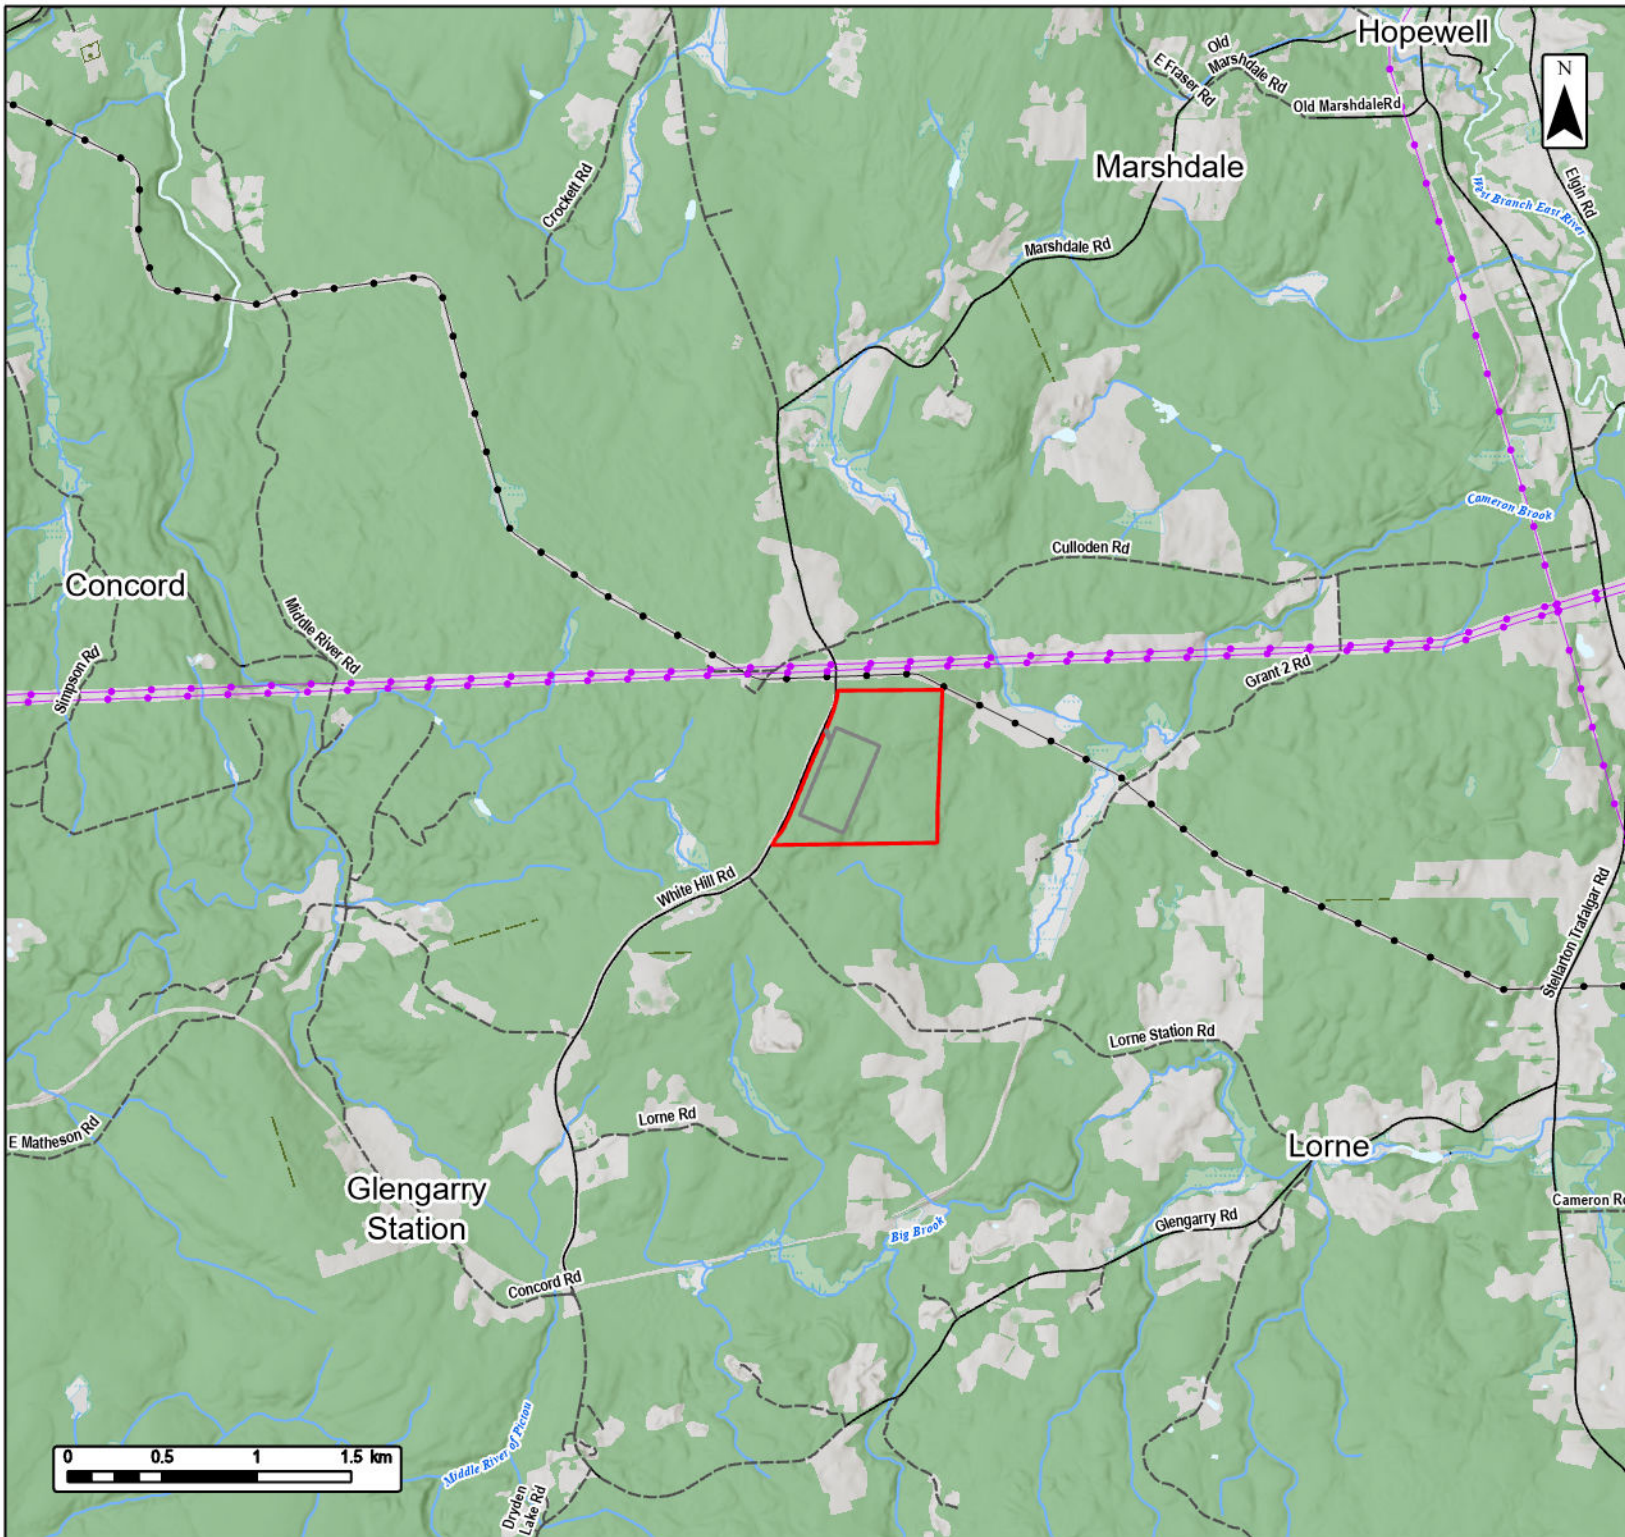 Hopewell
N
Old
Marshdale Rd
E Fraser Rd
Old MarshdaleRd
Marshdale
Elgin Rd
West Branch East River
Crockett Rd
Marshdale Rd
Cameron Brook
Culloden Rd
Concord
Middle River Rd
Simpson Rd
Grant 2 Rd
White Hill Rd
Stellarton Trafalgar Rd
Lorne Station Rd
Lorne Rd
E Matheson Rd
Lorne
Glengarry
Station
Cameron Rd
Glengarry Rd
Big Brook
Concord Rd
Middle River of Pictou
Dryden
Lake Rd
0 0.5 1 1.5 km